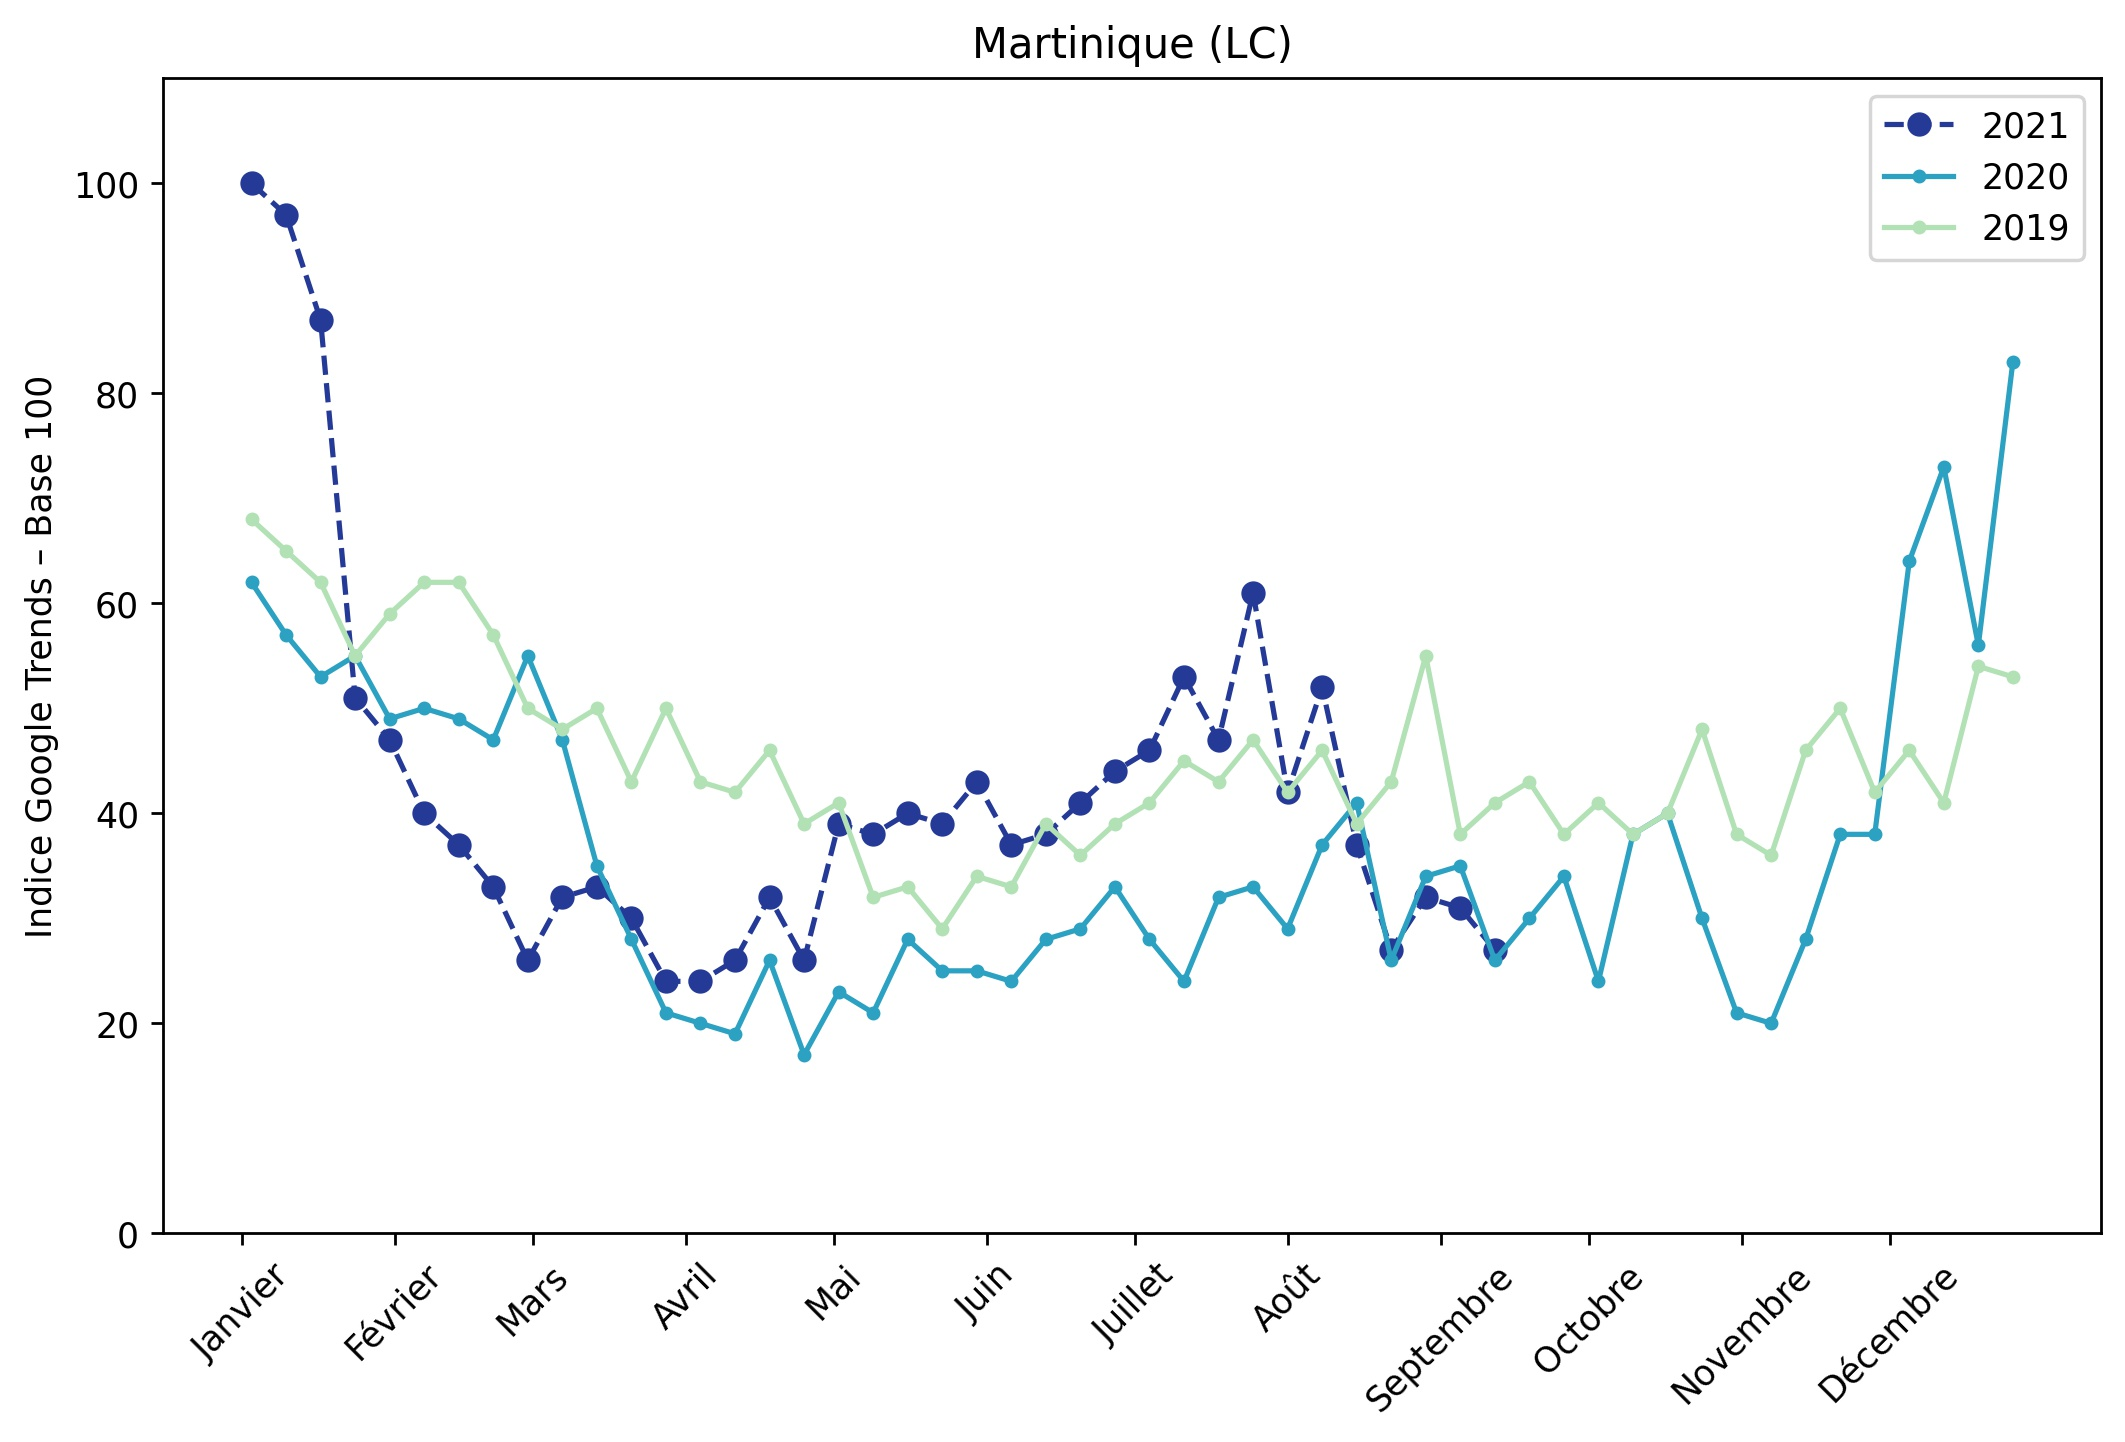 Martinique (LC)
Indice Google Trends – Base 100
100
80
60
40
20
0
2021
2020
2019
Janvier
Février
Mars
Avril
Mai
Juin
Juillet
Août
Septembre
Octobre
Novembre
Décembre